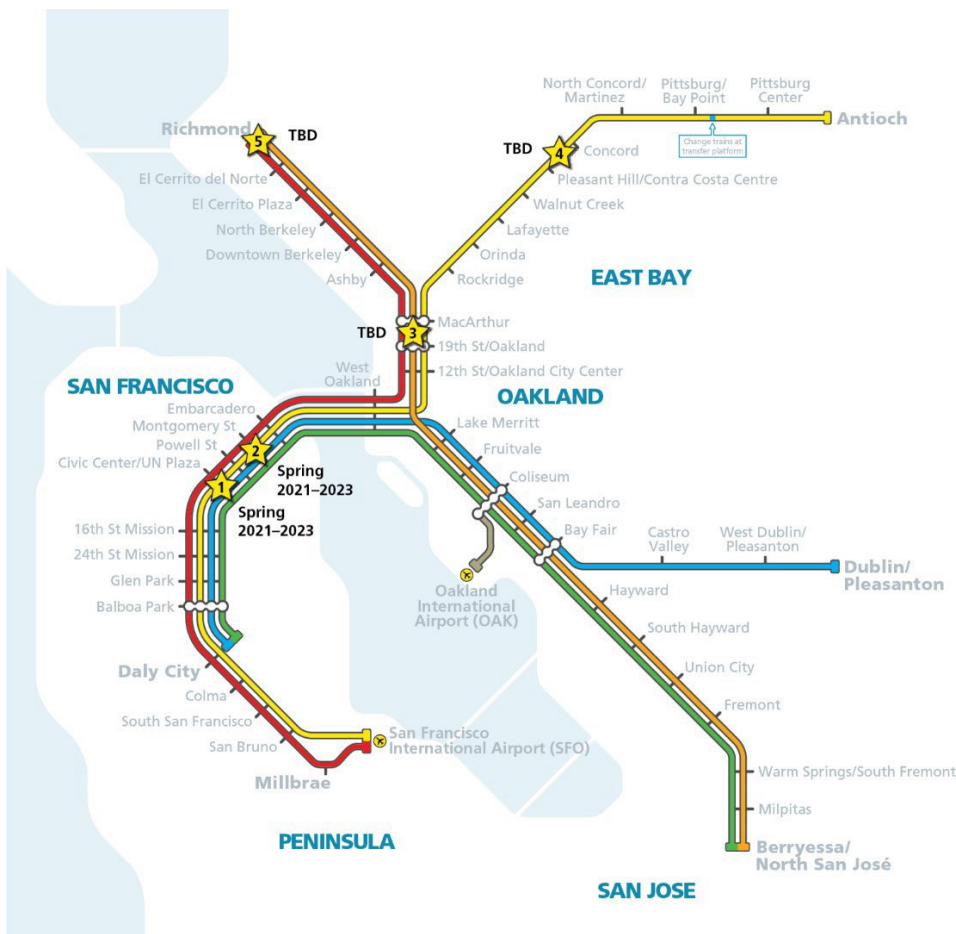 North Concord/
Martinez
Pittsburg/
Bay Point
Pittsburg
Center
Antioch
Change trains at
transfer platform
Richmond
5
TBD
TBD
4
Concord
Pleasant Hill/Contra Costa Centre
Walnut Creek
Lafayette
Orinda
Rockridge
El Cerrito del Norte
El Cerrito Plaza
North Berkeley
Downtown Berkeley
Ashby
EAST BAY
MacArthur
TBD
3
19th St/Oakland
12th St/Oakland City Center
West
Oakland
SAN FRANCISCO
OAKLAND
Embarcadero
Montgomery St
Powell St
Civic Center/UN Plaza
2
Spring
2021–2023
1
Spring
2021–2023
Lake Merritt
Fruitvale
Coliseum
San Leandro
Bay Fair
Castro
Valley
West Dublin/
Pleasanton
Dublin/
Pleasanton
16th St Mission
24th St Mission
Glen Park
Balboa Park
Oakland
International
Airport (OAK)
Hayward
South Hayward
Union City
Fremont
Daly City
Colma
South San Francisco
San Bruno
San Francisco
International Airport (SFO)
Millbrae
Warm Springs/South Fremont
Milpitas
Berryessa/
North San José
PENINSULA
SAN JOSE